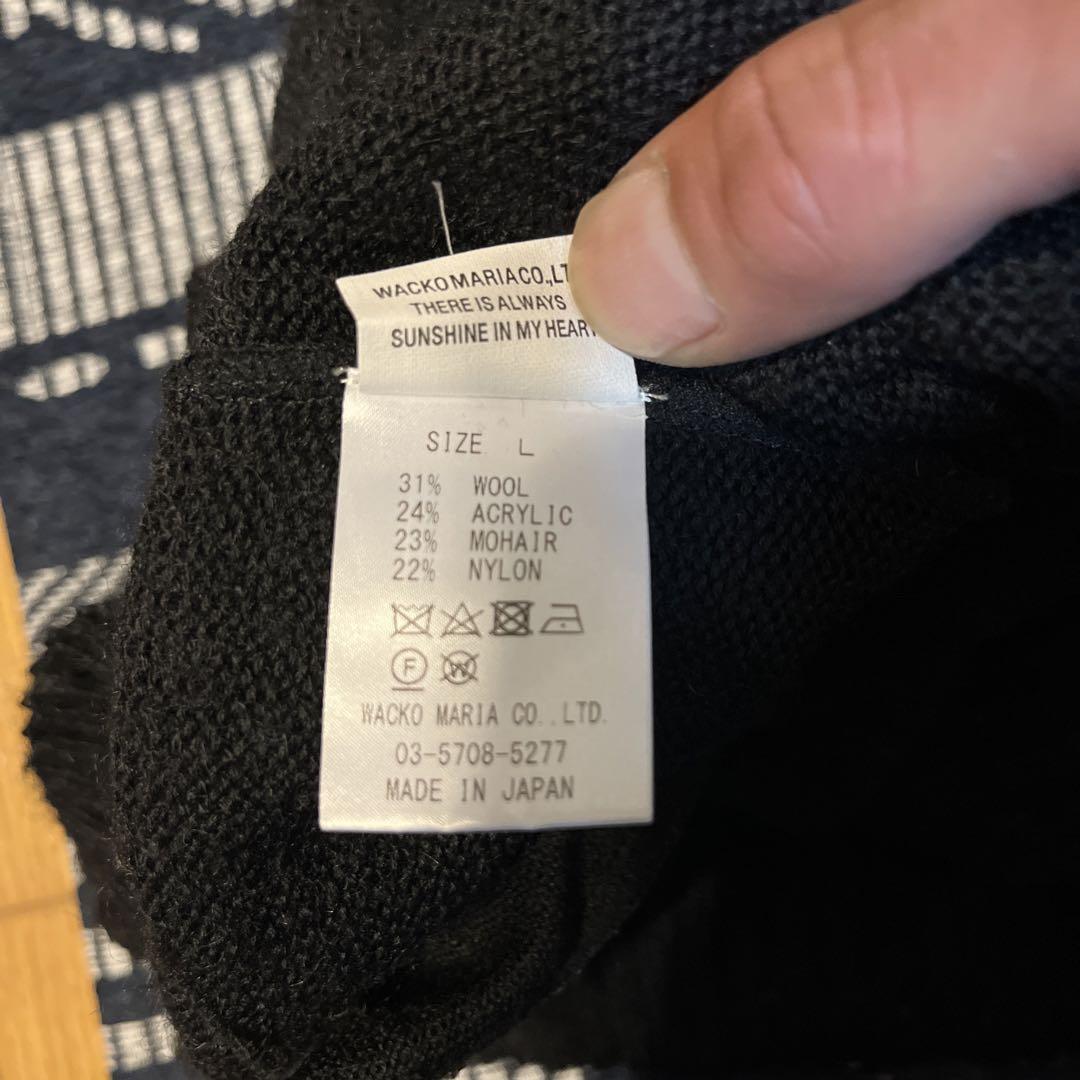 WACKO MARIA CO.,LT
THERE IS ALWAYS
SUNSHINE IN MY HEART
SIZE L
31% WOOL
24% ACRYLIC
23% MOHAIR
22% NYLON
F W
WACKO MARIA CO.,LTD.
03-5708-5277
MADE IN JAPAN